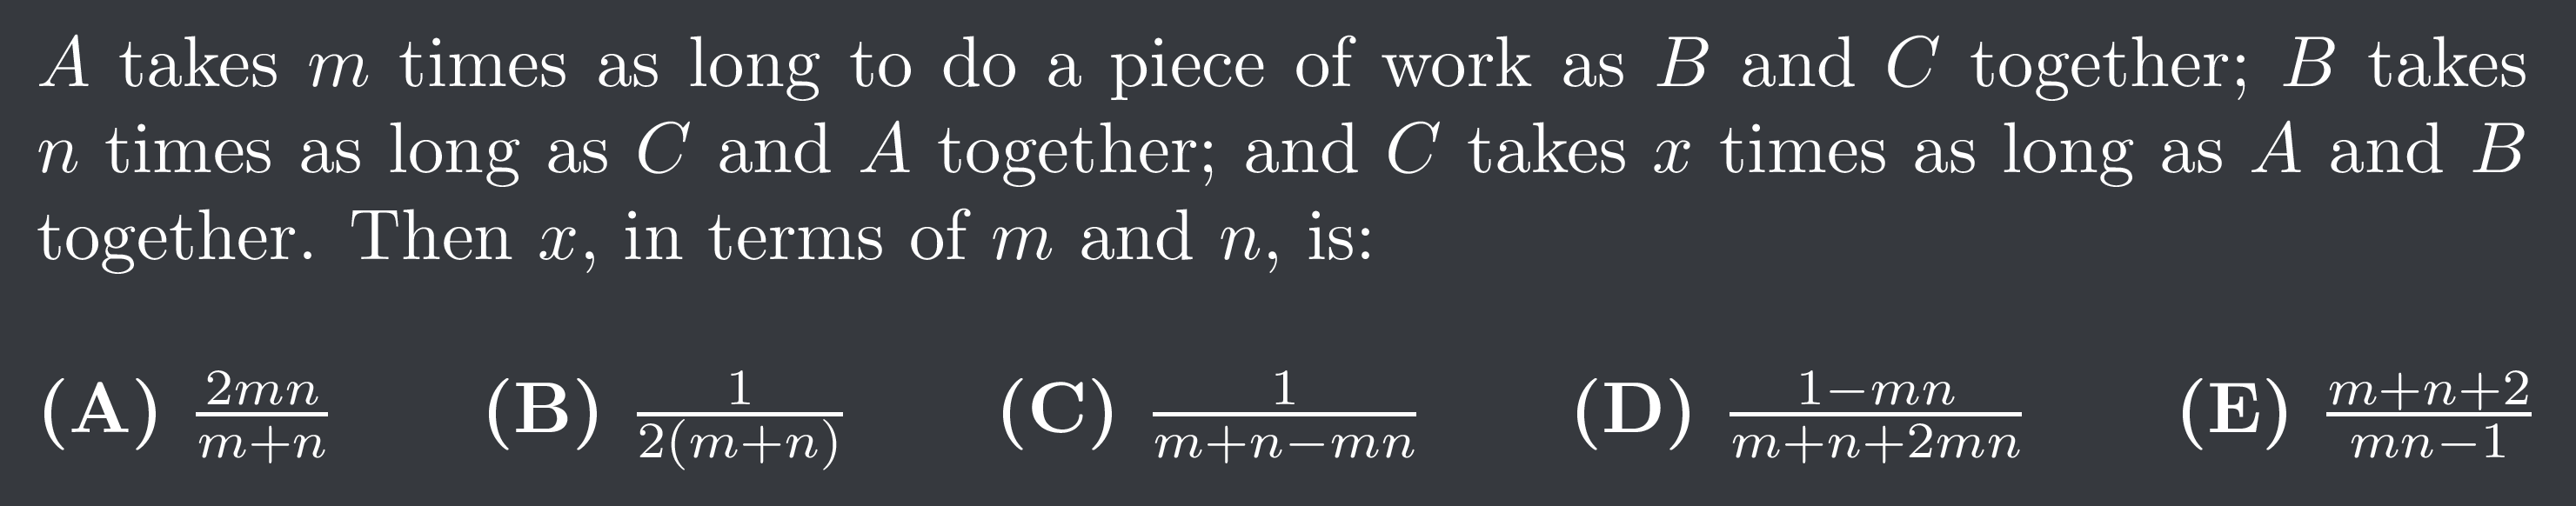 A takes m times as long to do a piece of work as B and C together; B takes
n times as long as C and A together; and C takes x times as long as A and B
together. Then x, in terms of m and n, is:
(A) \frac{2mn}{m+n} (B) \frac{1}{2(m+n)} (C) \frac{1}{m+n-mn} (D) \frac{1-mn}{m+n+2mn} (E) \frac{m+n+2}{mn-1}